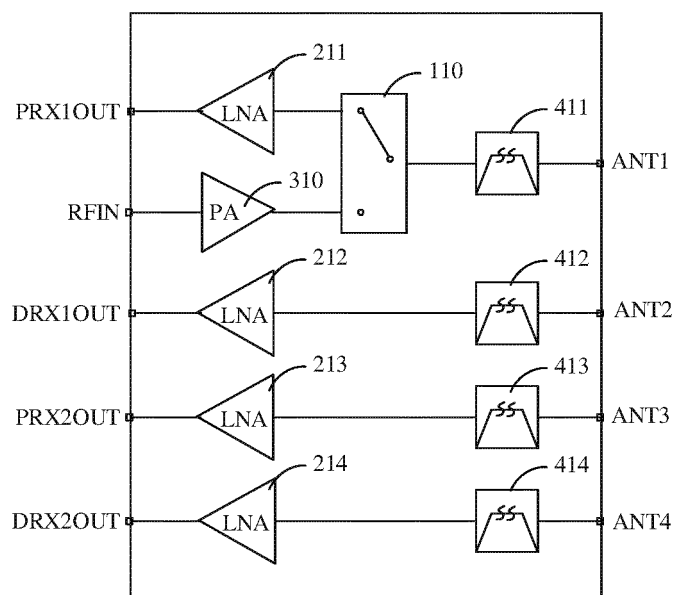 211
110
PRX1OUT
LNA
411
ANT1
310
RFIN
PA
212
412
DRX1OUT
LNA
ANT2
213
413
PRX2OUT
LNA
ANT3
214
414
DRX2OUT
LNA
ANT4